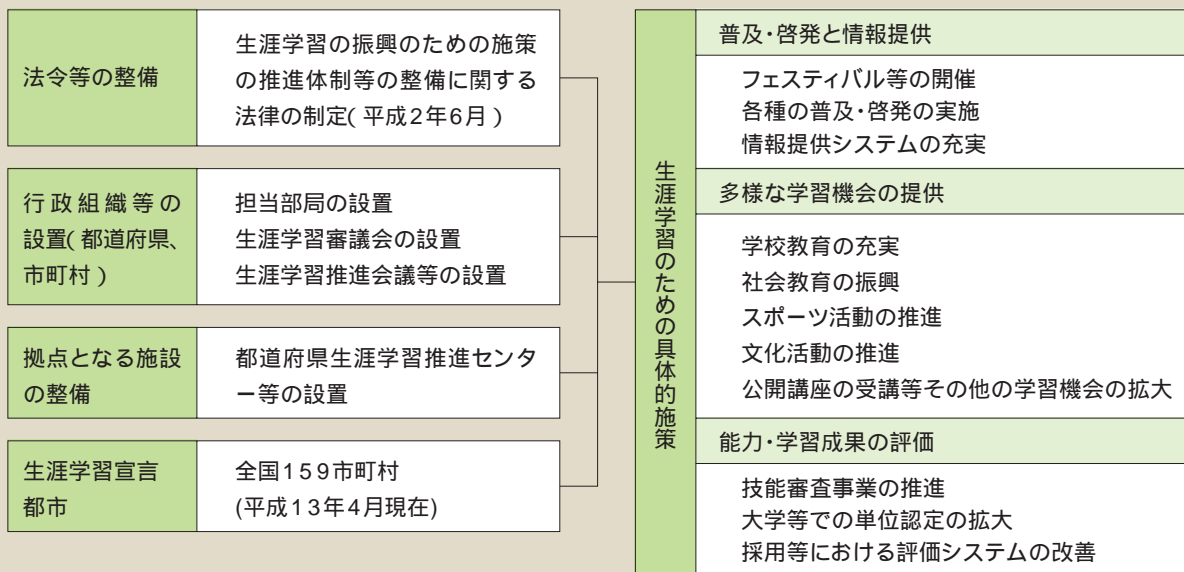 法令等の整備
生涯学習の振興のための施策
の推進体制等の整備に関する
法律の制定(平成2年6月)
行政組織等の
設置(都道府県、
市町村)
担当部局の設置
生涯学習審議会の設置
生涯学習推進会議等の設置
拠点となる施設
の整備
都道府県生涯学習推進センタ
ー等の設置
生涯学習宣言
都市
全国159市町村
(平成13年4月現在)
生涯学習のための具体的施策
普及・啓発と情報提供
フェスティバル等の開催
各種の普及・啓発の実施
情報提供システムの充実
多様な学習機会の提供
学校教育の充実
社会教育の振興
スポーツ活動の推進
文化活動の推進
公開講座の受講等その他の学習機会の拡大
能力・学習成果の評価
技能審査事業の推進
大学等での単位認定の拡大
採用等における評価システムの改善